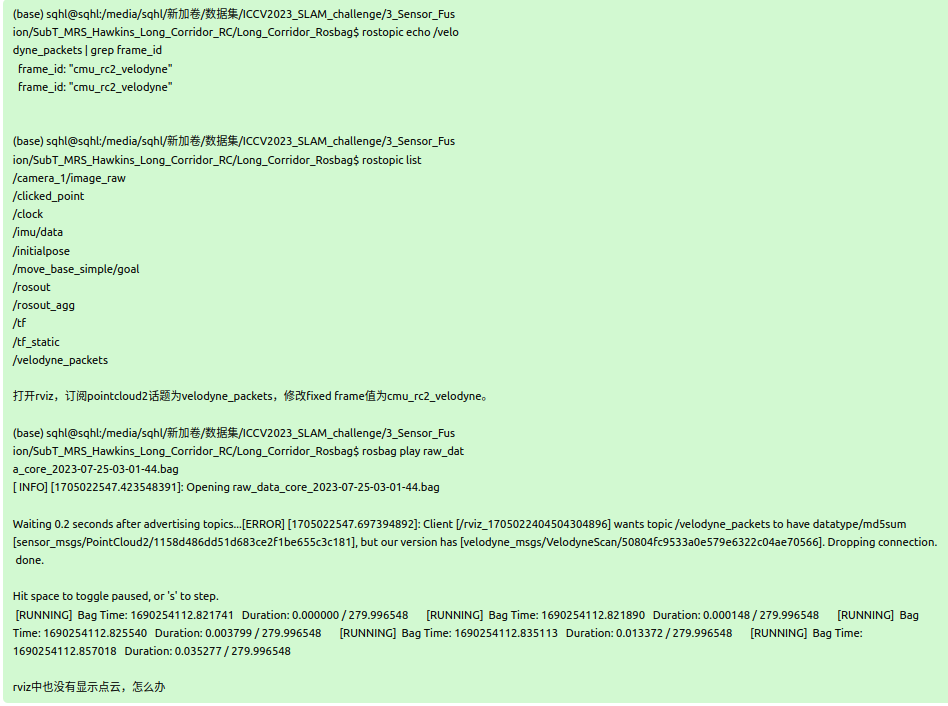 (base) sqhl@sqhl:/media/sqhl/新加卷/数据集/ICCV2023_SLAM_challenge/3_Sensor_Fus
ion/SubT_MRS_Hawkins_Long_Corridor_RC/Long_Corridor_Rosbag$ rostopic echo /velo
dyne_packets | grep frame_id
  frame_id: "cmu_rc2_velodyne"
  frame_id: "cmu_rc2_velodyne"
(base) sqhl@sqhl:/media/sqhl/新加卷/数据集/ICCV2023_SLAM_challenge/3_Sensor_Fus
ion/SubT_MRS_Hawkins_Long_Corridor_RC/Long_Corridor_Rosbag$ rostopic list
/camera_1/image_raw
/clicked_point
/clock
/imu/data
/initialpose
/move_base_simple/goal
/rosout
/rosout_agg
/tf
/tf_static
/velodyne_packets
打开rviz，订阅pointcloud2话题为velodyne_packets，修改fixed frame值为cmu_rc2_velodyne。
(base) sqhl@sqhl:/media/sqhl/新加卷/数据集/ICCV2023_SLAM_challenge/3_Sensor_Fus
ion/SubT_MRS_Hawkins_Long_Corridor_RC/Long_Corridor_Rosbag$ rosbag play raw_dat
a_core_2023-07-25-03-01-44.bag
[ INFO] [1705022547.423548391]: Opening raw_data_core_2023-07-25-03-01-44.bag
Waiting 0.2 seconds after advertising topics...[ERROR] [1705022547.697394892]: Client [/rviz_1705022404504304896] wants topic /velodyne_packets to have datatype/md5sum
[sensor_msgs/PointCloud2/1158d486dd51d683ce2f1be655c3c181], but our version has [velodyne_msgs/VelodyneScan/50804fc9533a0e579e6322c04ae70566]. Dropping connection.
 done.
Hit space to toggle paused, or 's' to step.
 [RUNNING]  Bag Time: 1690254112.821741   Duration: 0.000000 / 279.996548      [RUNNING]  Bag Time: 1690254112.821890   Duration: 0.000148 / 279.996548      [RUNNING]  Bag
Time: 1690254112.825540   Duration: 0.003799 / 279.996548      [RUNNING]  Bag Time: 1690254112.835113   Duration: 0.013372 / 279.996548      [RUNNING]  Bag Time:
1690254112.857018   Duration: 0.035277 / 279.996548
rviz中也没有显示点云，怎么办